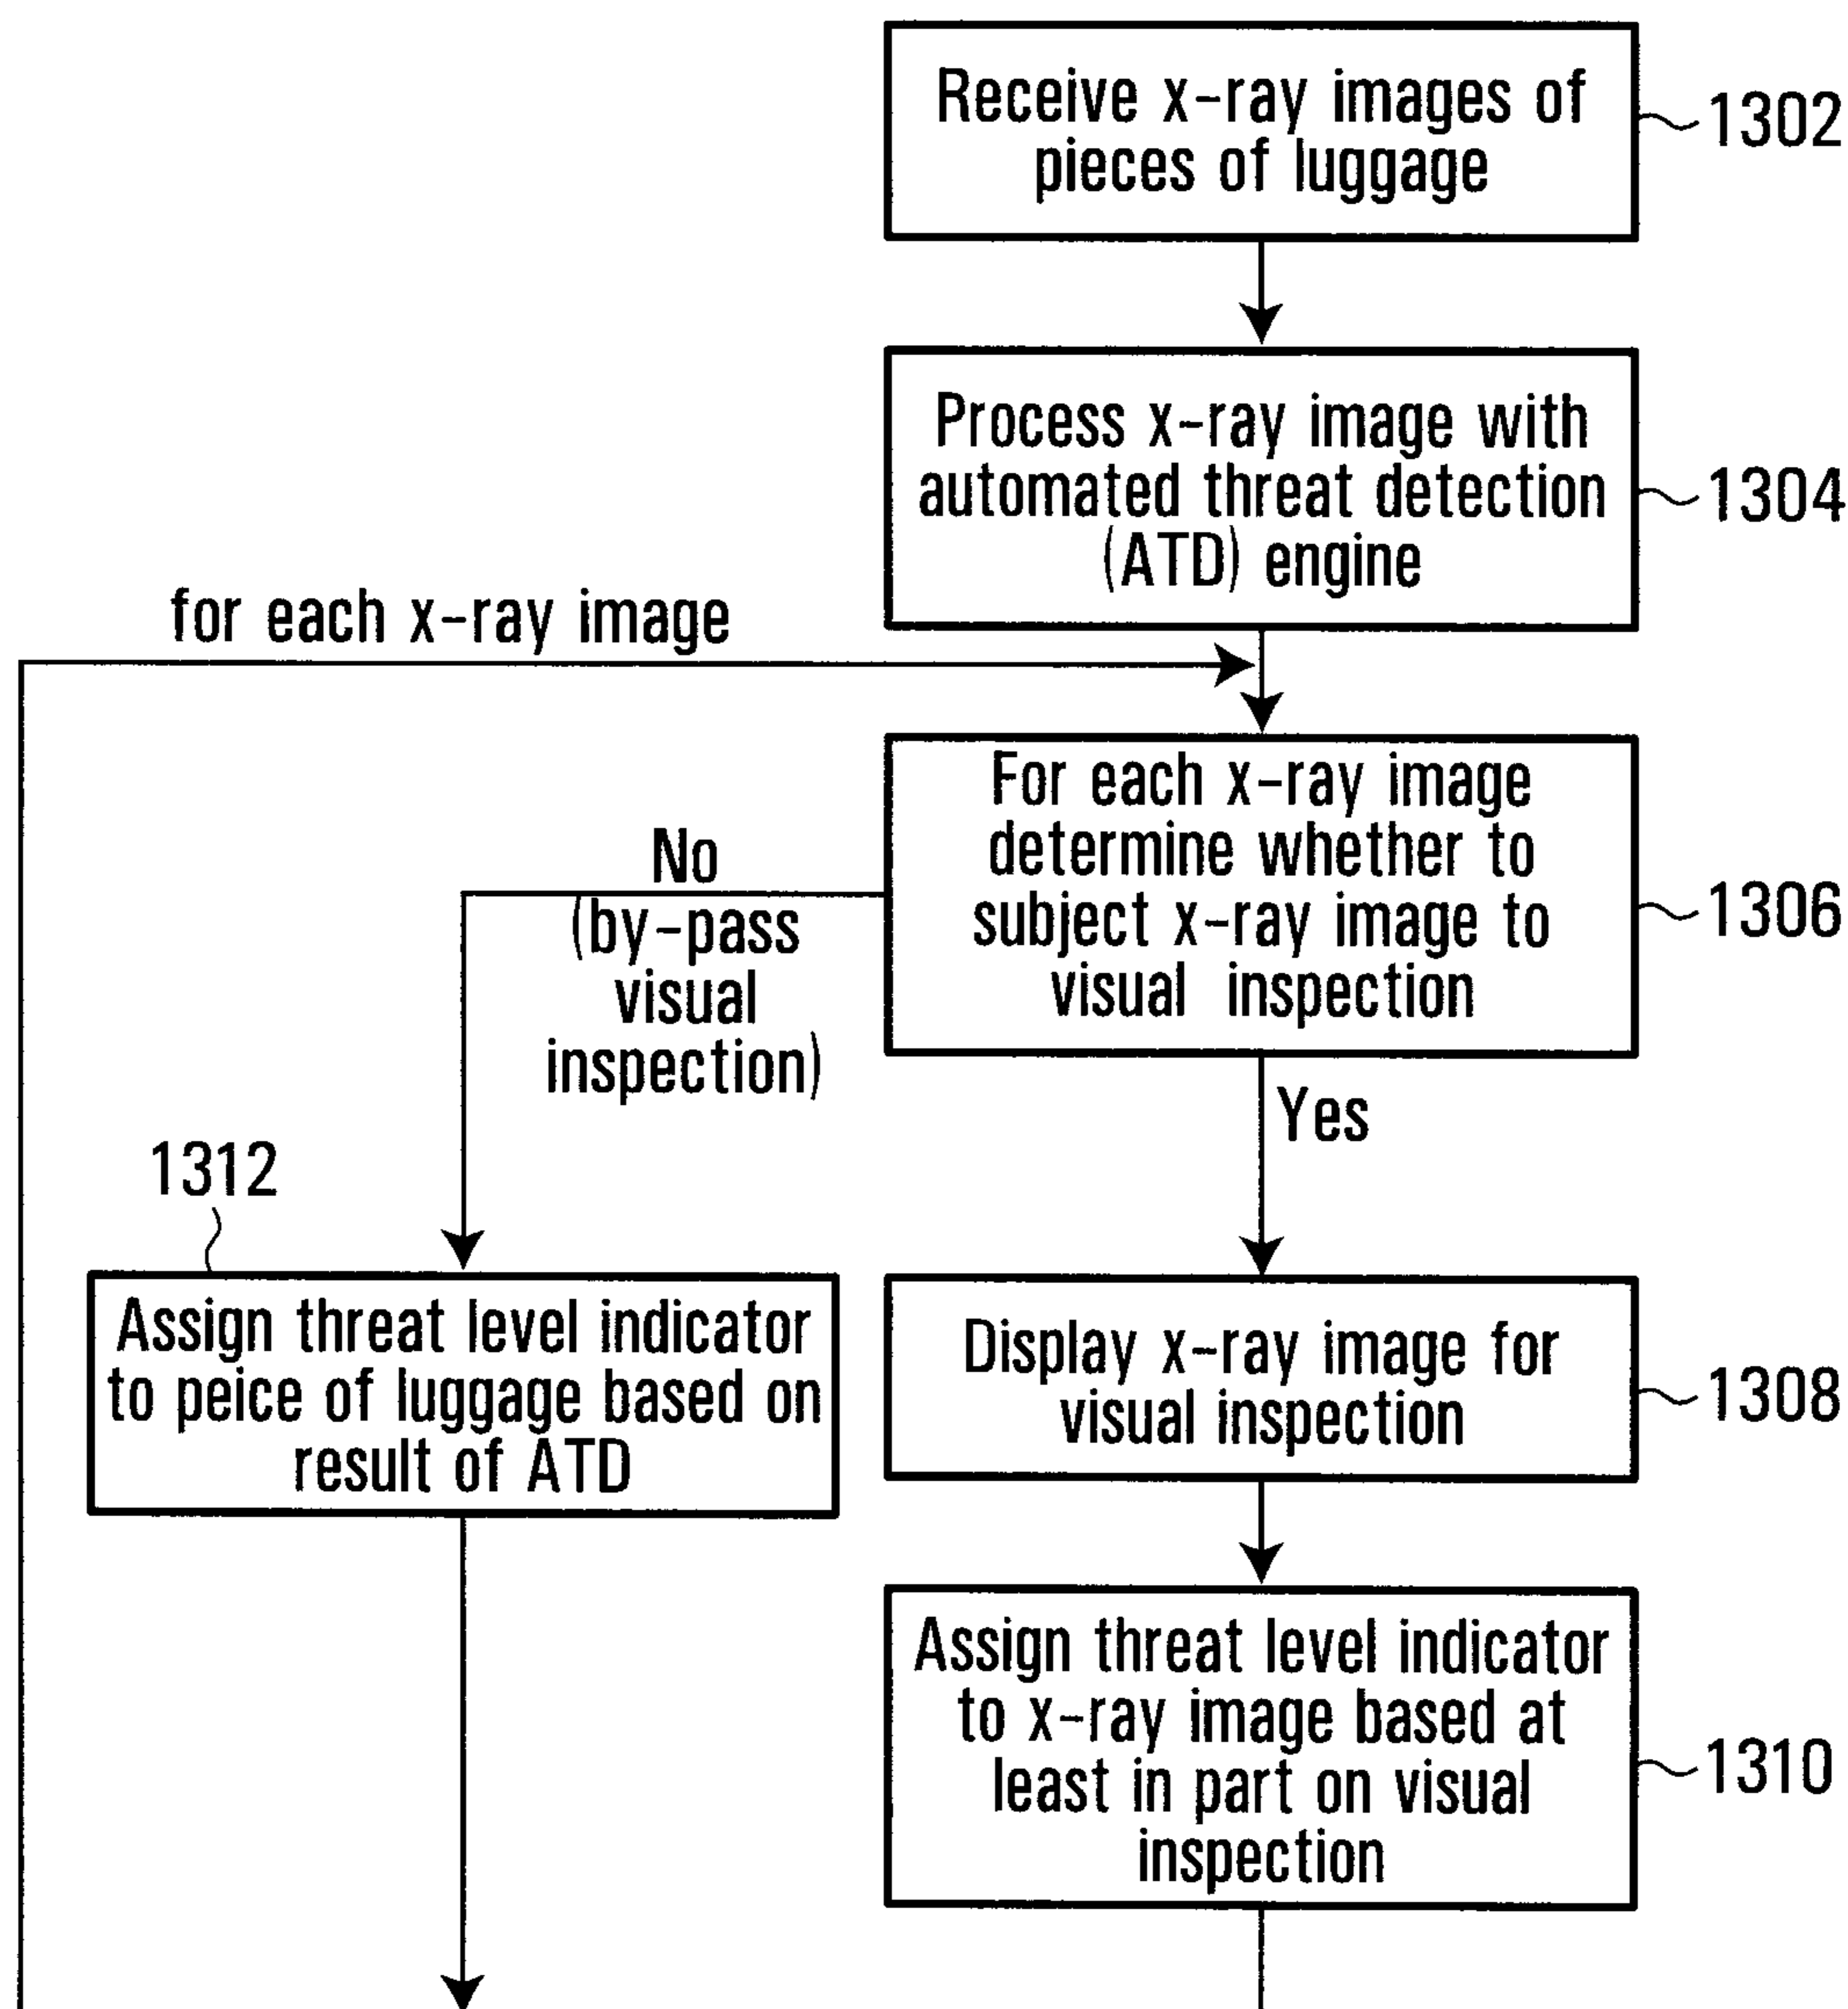 Receive x-ray images of
pieces of luggage
1302
Process x-ray image with
automated threat detection
(ATD) engine
1304
for each x-ray image
For each x-ray image
determine whether to
subject x-ray image to
visual inspection
1306
No
(by-pass
visual
inspection)
Yes
1312
Assign threat level indicator
to peice of luggage based on
result of ATD
Display x-ray image for
visual inspection
1308
Assign threat level indicator
to x-ray image based at
least in part on visual
inspection
1310